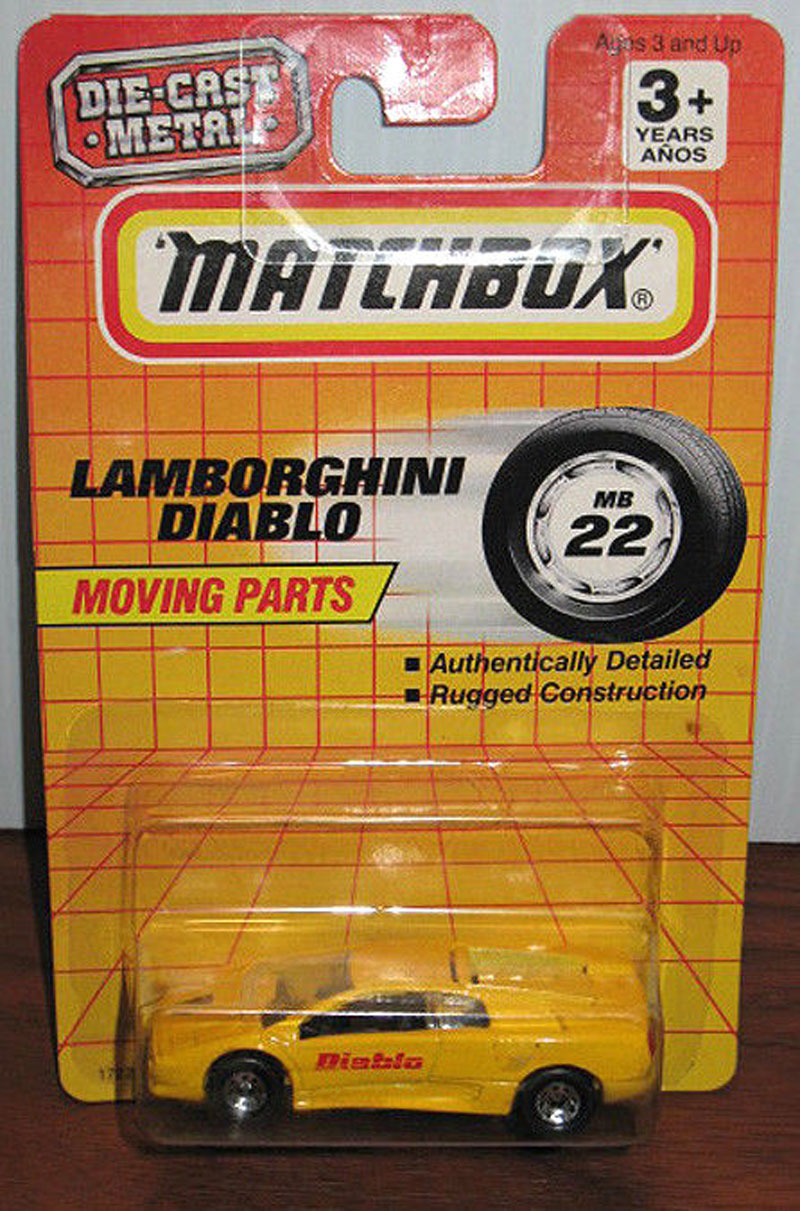 Ages 3 and Up
DIE-CAST
METAL
3+
YEARS
AÑOS
'MATCHBOX'®
LAMBORGHINI
DIABLO
MB
22
MOVING PARTS
■ Authentically Detailed
■ Rugged Construction
Diablo